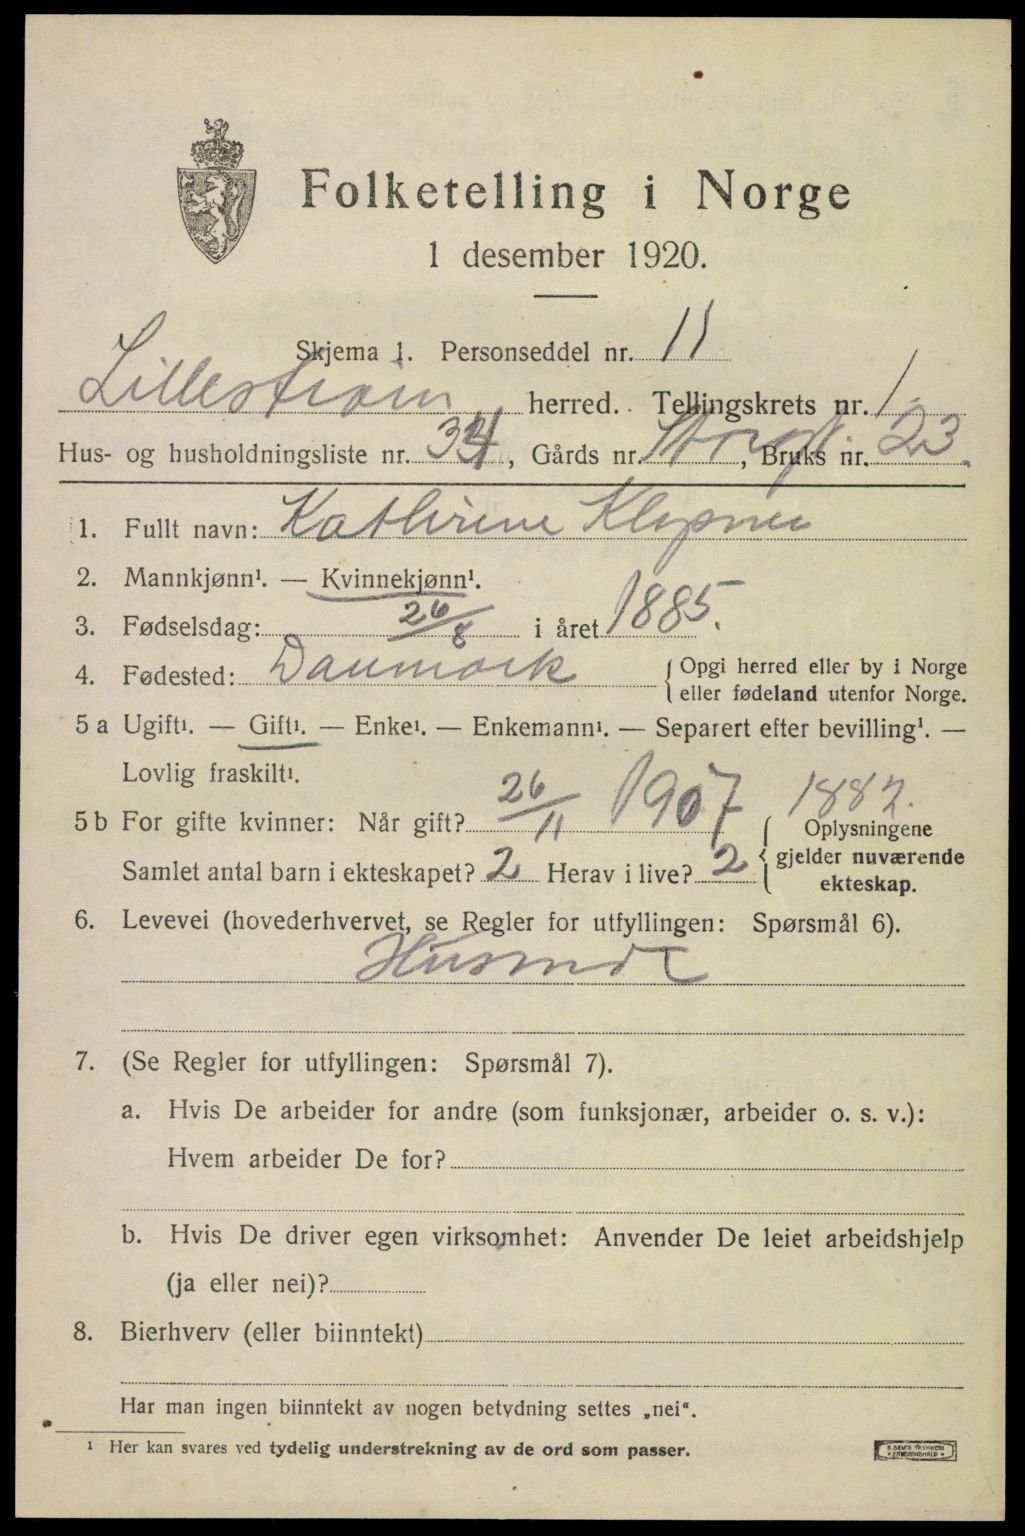 Folketelling i Norge
1 desember 1920.
Skjema 1. Personseddel nr. 11
Lillestrøm herred. Tellingskrets nr. 1.
Hus- og husholdningsliste nr. 34, Gårds nr. Storgt., Bruks nr. 23.
1. Fullt navn: Kathirine
2. Mannkjønn¹. — Kvinnekjønn¹.
3. Fødselsdag: 26/8 i året 1885.
4. Fødested: Danmark { Opgi herred eller by i Norge
eller fødeland utenfor Norge.
5 a Ugift¹. — Gift¹. — Enke¹. — Enkemann¹. — Separert efter bevilling¹. —
Lovlig fraskilt¹.
1882.
5 b For gifte kvinner: Når gift? 26/11 1907 { Oplysningene
Samlet antal barn i ekteskapet? 2 Herav i live? 2 gjelder nuværende
ekteskap.
6. Levevei (hovederhvervet, se Regler for utfyllingen: Spørsmål 6).
7. (Se Regler for utfyllingen: Spørsmål 7).
a. Hvis De arbeider for andre (som funksjonær, arbeider o. s. v.):
Hvem arbeider De for?
b. Hvis De driver egen virksomhet: Anvender De leiet arbeidshjelp
(ja eller nei)?
8. Bierhverv (eller biinntekt)
Har man ingen biinntekt av nogen betydning settes „nei".
¹ Her kan svares ved tydelig understrekning av de ord som passer.